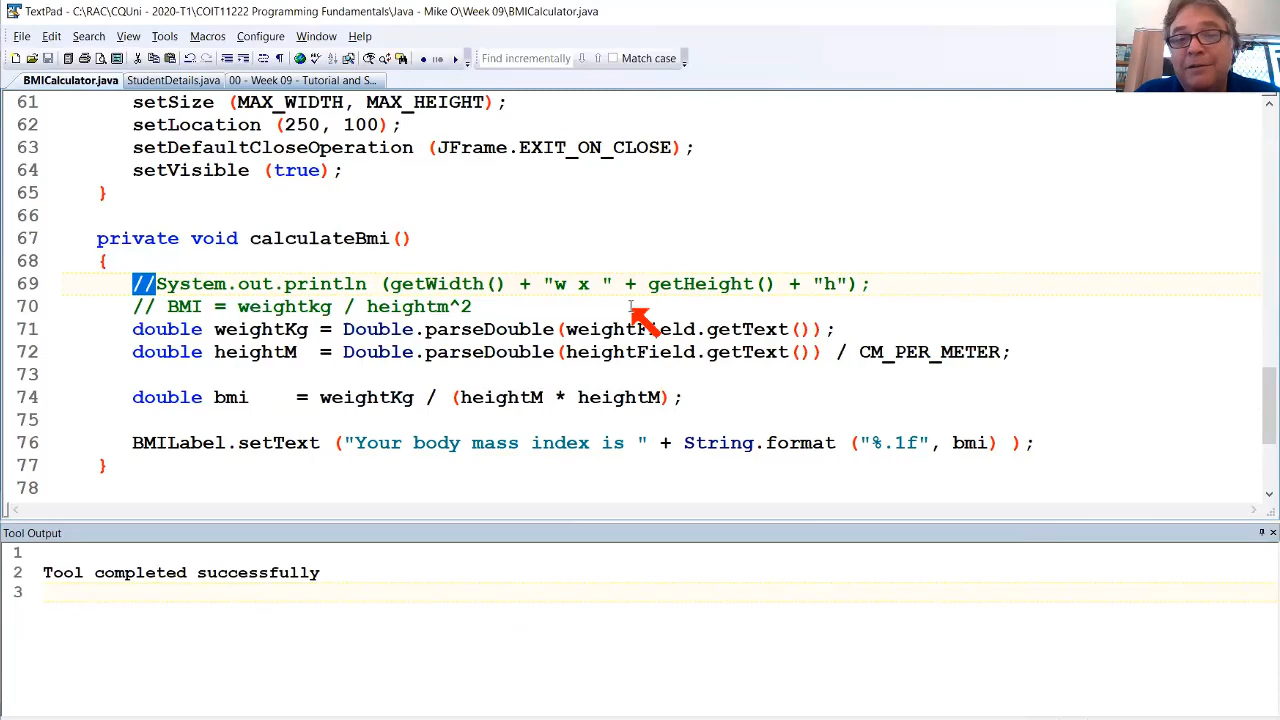 TextPad - C:\RAC\CQUni - 2020-T1\COIT11222 Programming Fundamentals\Java - Mike O\Week 09\BMICalculator.java
File Edit Search View Tools Macros Configure Window Help
Find incrementally Match case
BMICalculator.java StudentDetails.java 00 - Week 09 - Tutorial and S...
61 setSize (MAX_WIDTH, MAX_HEIGHT);
62 setLocation (250, 100);
63 setDefaultCloseOperation (JFrame.EXIT_ON_CLOSE);
64 setVisible (true);
65 }
66
67 private void calculateBmi()
68 {
69 //System.out.println (getWidth() + "w x " + getHeight() + "h");
70 // BMI = weightkg / heightm^2
71 double weightKg = Double.parseDouble(weightField.getText());
72 double heightM = Double.parseDouble(heightField.getText()) / CM_PER_METER;
73
74 double bmi = weightKg / (heightM * heightM);
75
76 BMILabel.setText ("Your body mass index is " + String.format ("%.1f", bmi) );
77 }
78
Tool Output
1
2 Tool completed successfully
3